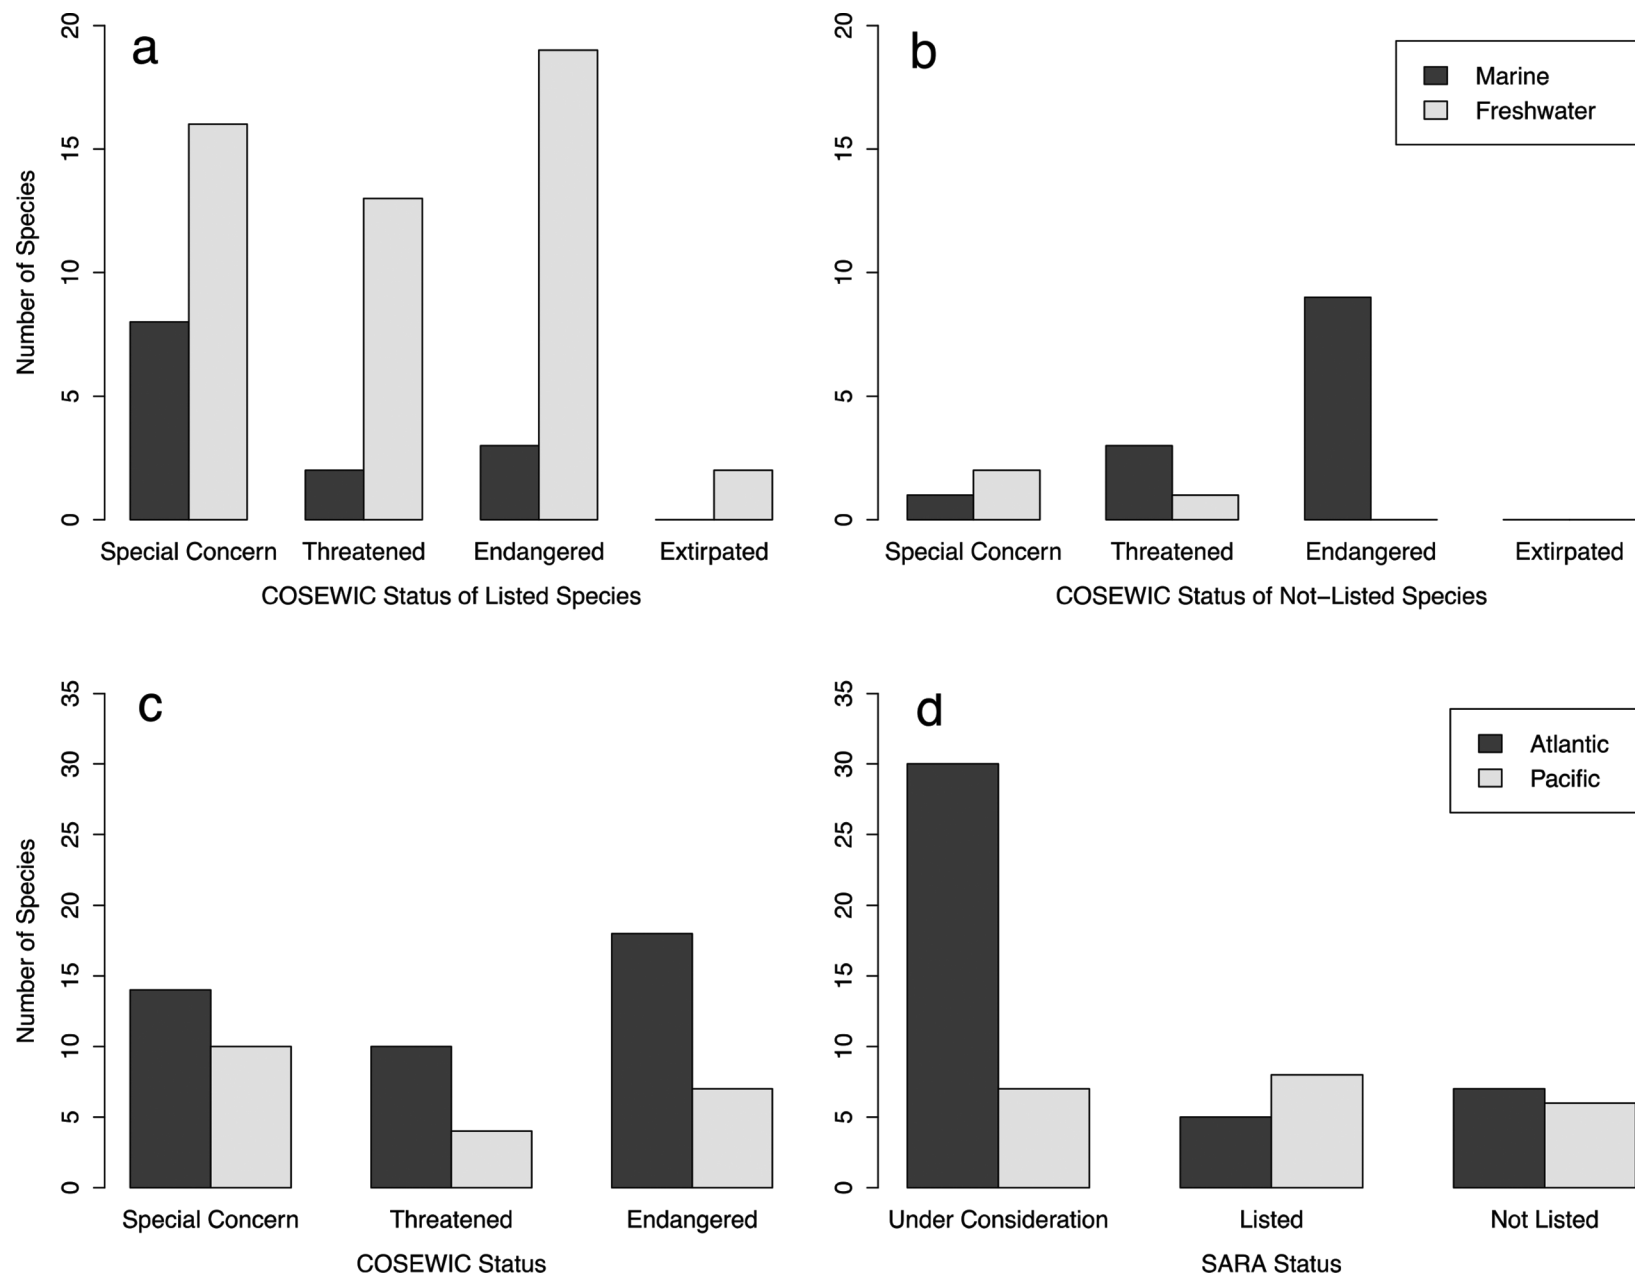 a
20
15
10
5
0
Number of Species
Special Concern Threatened Endangered Extirpated
COSEWIC Status of Listed Species
b
20
15
10
5
0
Marine
Freshwater
Special Concern Threatened Endangered Extirpated
COSEWIC Status of Not–Listed Species
c
35
30
25
20
15
10
5
0
Number of Species
Special Concern Threatened Endangered
COSEWIC Status
d
35
30
25
20
15
10
5
0
Atlantic
Pacific
Under Consideration Listed Not Listed
SARA Status